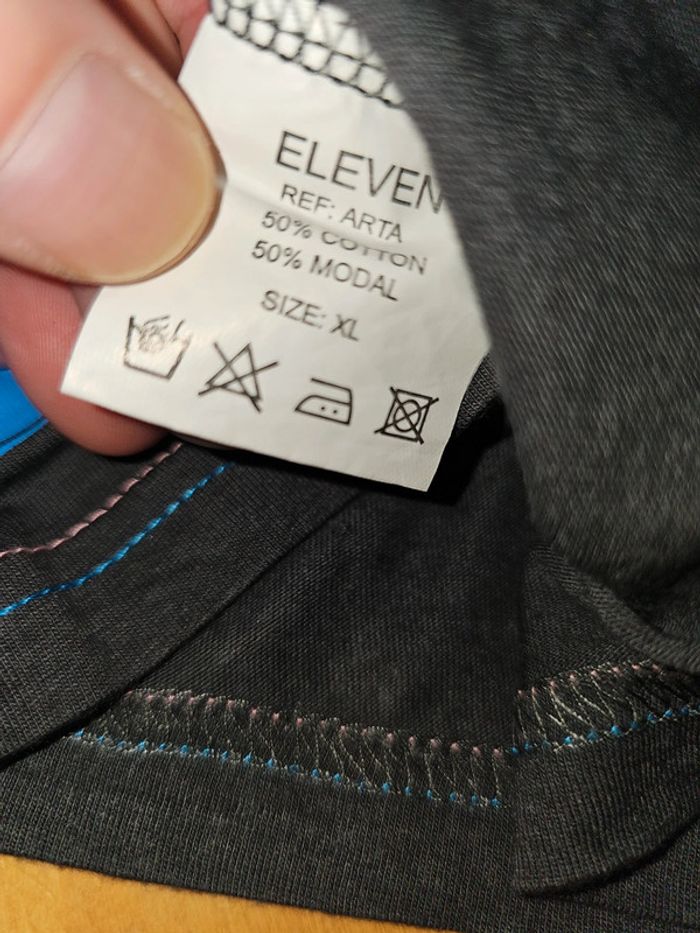 ELEVEN
REF: ARTA
50% COTTON
50% MODAL
SIZE: XL